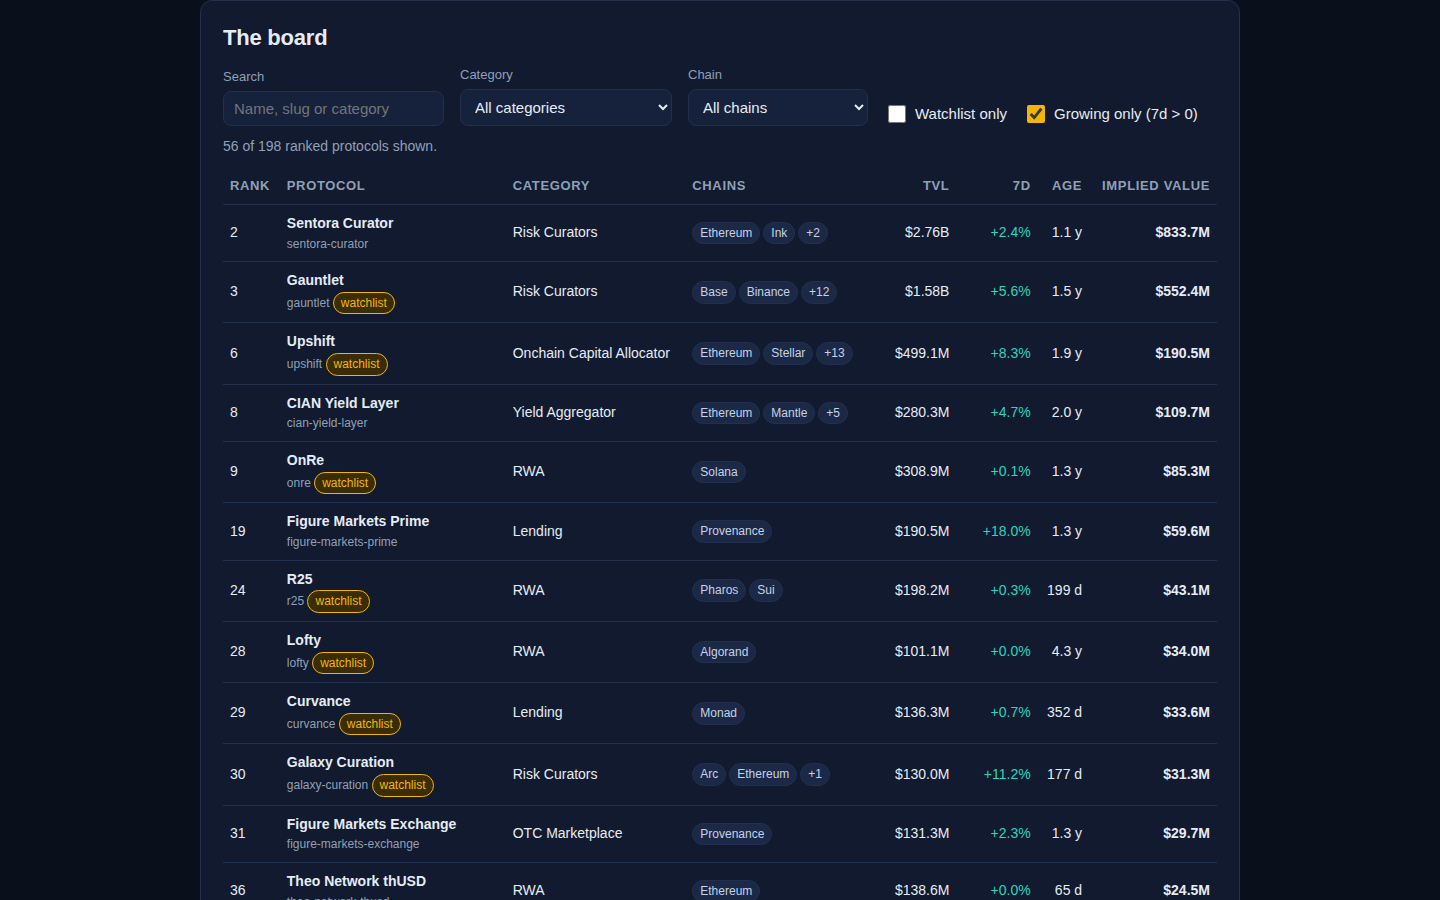 The board
Search
Category
Chain
Name, slug or category
All categories
All chains
Watchlist only
Growing only (7d > 0)
56 of 198 ranked protocols shown.
RANK PROTOCOL CATEGORY CHAINS TVL 7D AGE IMPLIED VALUE
2 Sentora Curator Risk Curators Ethereum Ink +2 $2.76B +2.4% 1.1 y $833.7M
sentora-curator
3 Gauntlet Risk Curators Base Binance +12 $1.58B +5.6% 1.5 y $552.4M
gauntlet watchlist
6 Upshift Onchain Capital Allocator Ethereum Stellar +13 $499.1M +8.3% 1.9 y $190.5M
upshift watchlist
8 CIAN Yield Layer Yield Aggregator Ethereum Mantle +5 $280.3M +4.7% 2.0 y $109.7M
cian-yield-layer
9 OnRe RWA Solana $308.9M +0.1% 1.3 y $85.3M
onre watchlist
19 Figure Markets Prime Lending Provenance $190.5M +18.0% 1.3 y $59.6M
figure-markets-prime
24 R25 RWA Pharos Sui $198.2M +0.3% 199 d $43.1M
r25 watchlist
28 Lofty RWA Algorand $101.1M +0.0% 4.3 y $34.0M
lofty watchlist
29 Curvance Lending Monad $136.3M +0.7% 352 d $33.6M
curvance watchlist
30 Galaxy Curation Risk Curators Arc Ethereum +1 $130.0M +11.2% 177 d $31.3M
galaxy-curation watchlist
31 Figure Markets Exchange OTC Marketplace Provenance $131.3M +2.3% 1.3 y $29.7M
figure-markets-exchange
36 Theo Network thUSD RWA Ethereum $138.6M +0.0% 65 d $24.5M